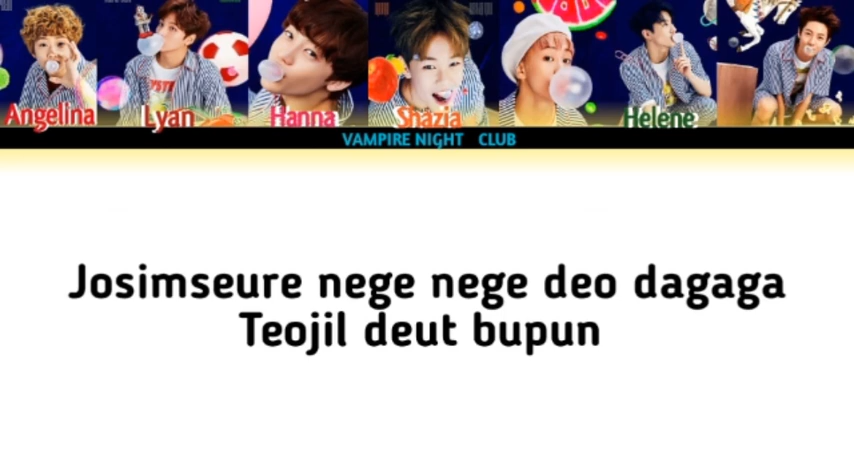 Angelina Lyan Hanna Shazia Helene
VAMPIRE NIGHT CLUB
Josimseure nege nege deo dagaga
Teojil deut bupun